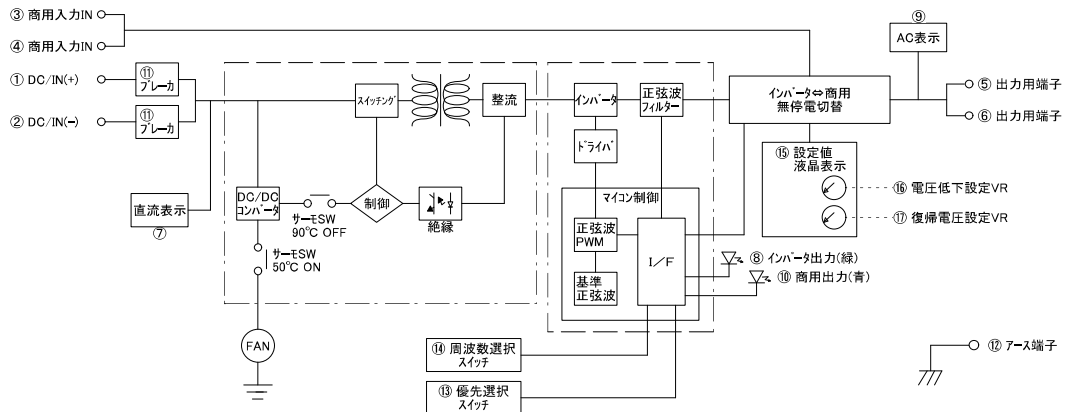 ③ 商用入力IN
④ 商用入力IN
① DC/IN(+)
② DC/IN(-)
⑪
ブレーカ
⑪
ブレーカ
直流表示
⑦
スイッチング
整流
DC/DC
コンバータ
サーモSW
90℃ OFF
制御
絶縁
サーモSW
50℃ ON
FAN
インバータ
正弦波
フィルター
ドライバ
マイコン制御
正弦波
PWM
I/F
基準
正弦波
⑭ 周波数選択
スイッチ
⑬ 優先選択
スイッチ
⑨
AC表示
インバータ⇔商用
無停電切替
⑤ 出力用端子
⑥ 出力用端子
⑮ 設定値
液晶表示
⑯ 電圧低下設定VR
⑰ 復帰電圧設定VR
⑧ インバータ出力(緑)
⑩ 商用出力(青)
⑫ アース端子